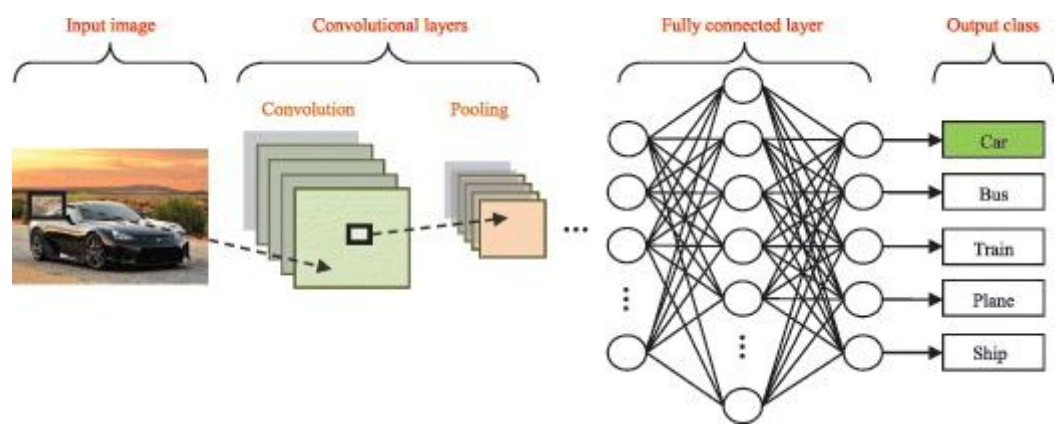 Input image
Convolutional layers
Fully connected layer
Output class
Convolution
Pooling
Car
Bus
Train
Plane
Ship